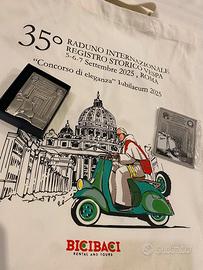 35° RADUNO INTERNAZIONALE
REGISTRO STORICO VESPA
5-6-7 Settembre 2025, ROMA
"Concorso di eleganza" Iubilaeum 2025
BICIBACI
RENTAL AND TOURS
subito